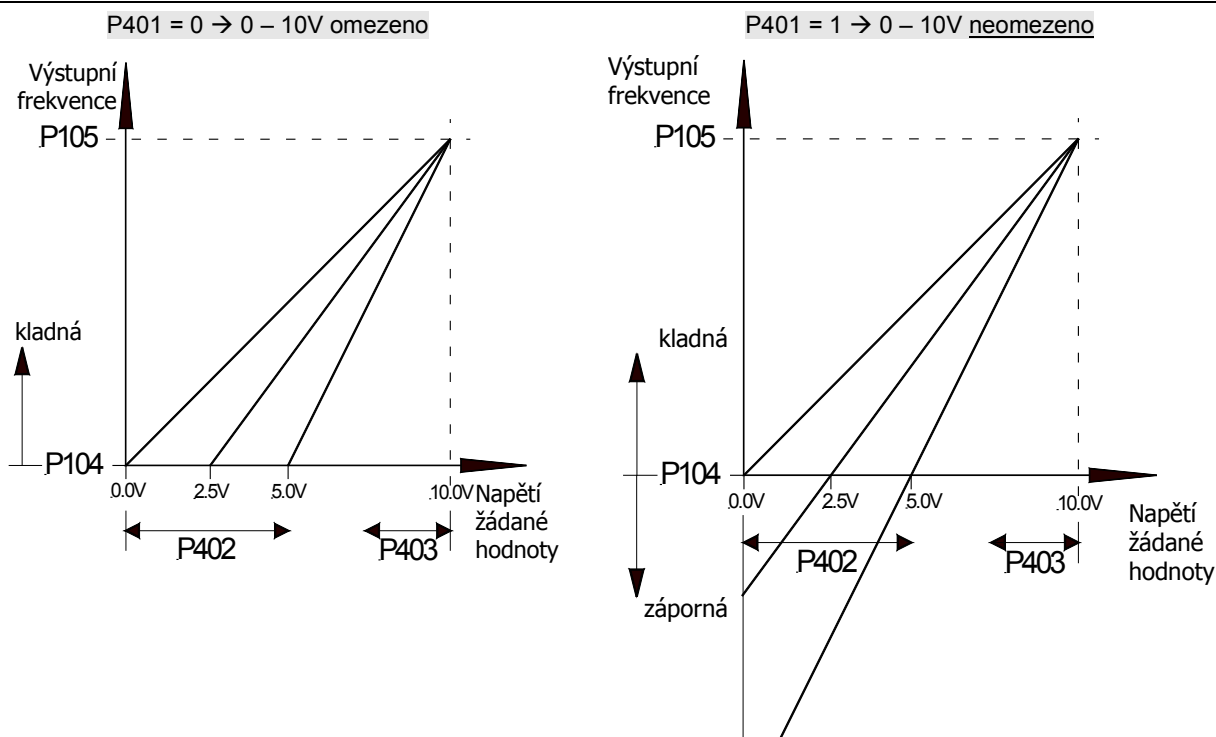 P401 = 0 → 0 – 10V omezeno
Výstupní
frekvence
P105
kladná
P104
0.0V
2.5V
5.0V
10.0V
Napětí
žádané
hodnoty
P402
P403
P401 = 1 → 0 – 10V neomezeno
Výstupní
frekvence
P105
kladná
P104
0.0V
2.5V
5.0V
10.0V
Napětí
žádané
hodnoty
P402
P403
záporná